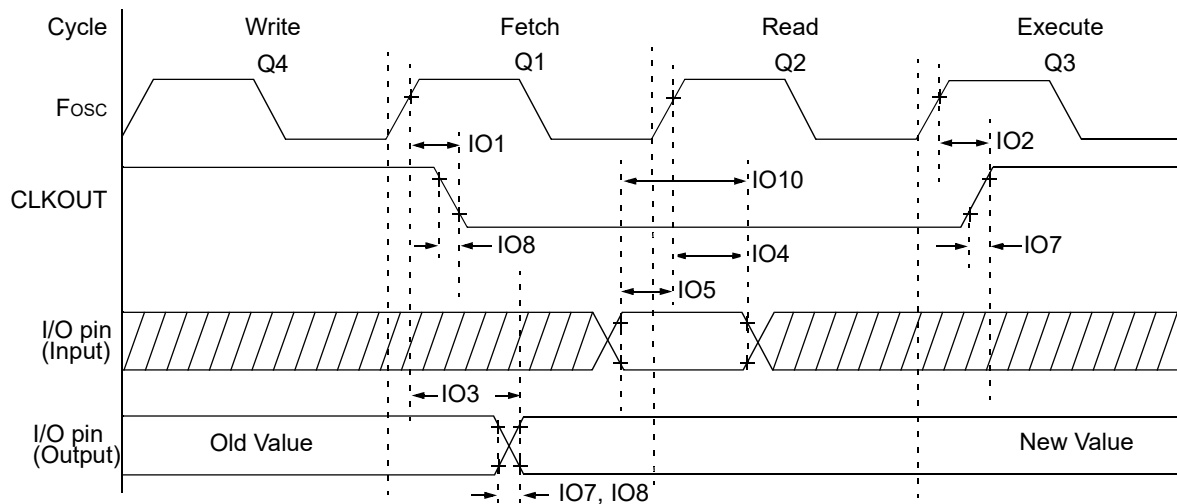 Cycle Write Fetch Read Execute
Q4 Q1 Q2 Q3
Fosc
IO1 IO2
CLKOUT
IO10
IO8 IO7
IO4
IO5
I/O pin
(Input)
IO3
I/O pin
(Output)
Old Value New Value
IO7, IO8